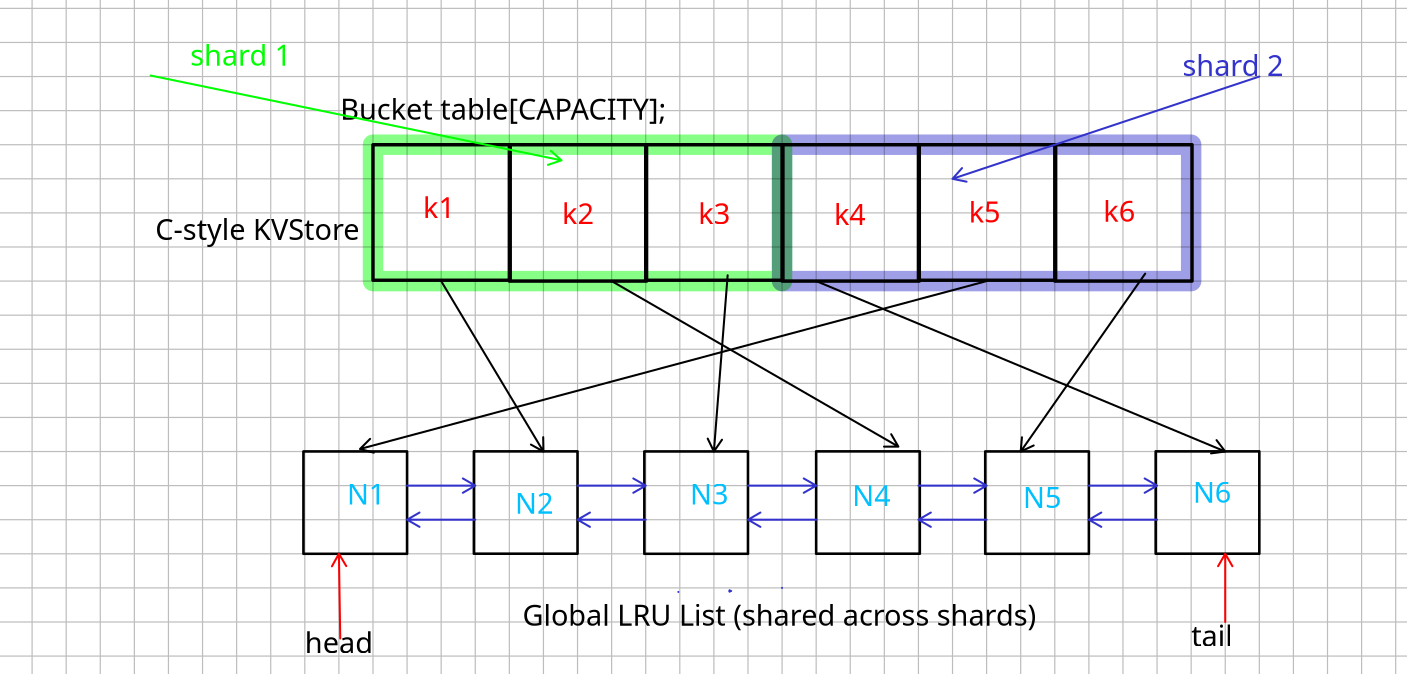 shard 1
shard 2
Bucket table[CAPACITY];
C-style KVStore
k1
k2
k3
k4
k5
k6
N1
N2
N3
N4
N5
N6
Global LRU List (shared across shards)
head
tail